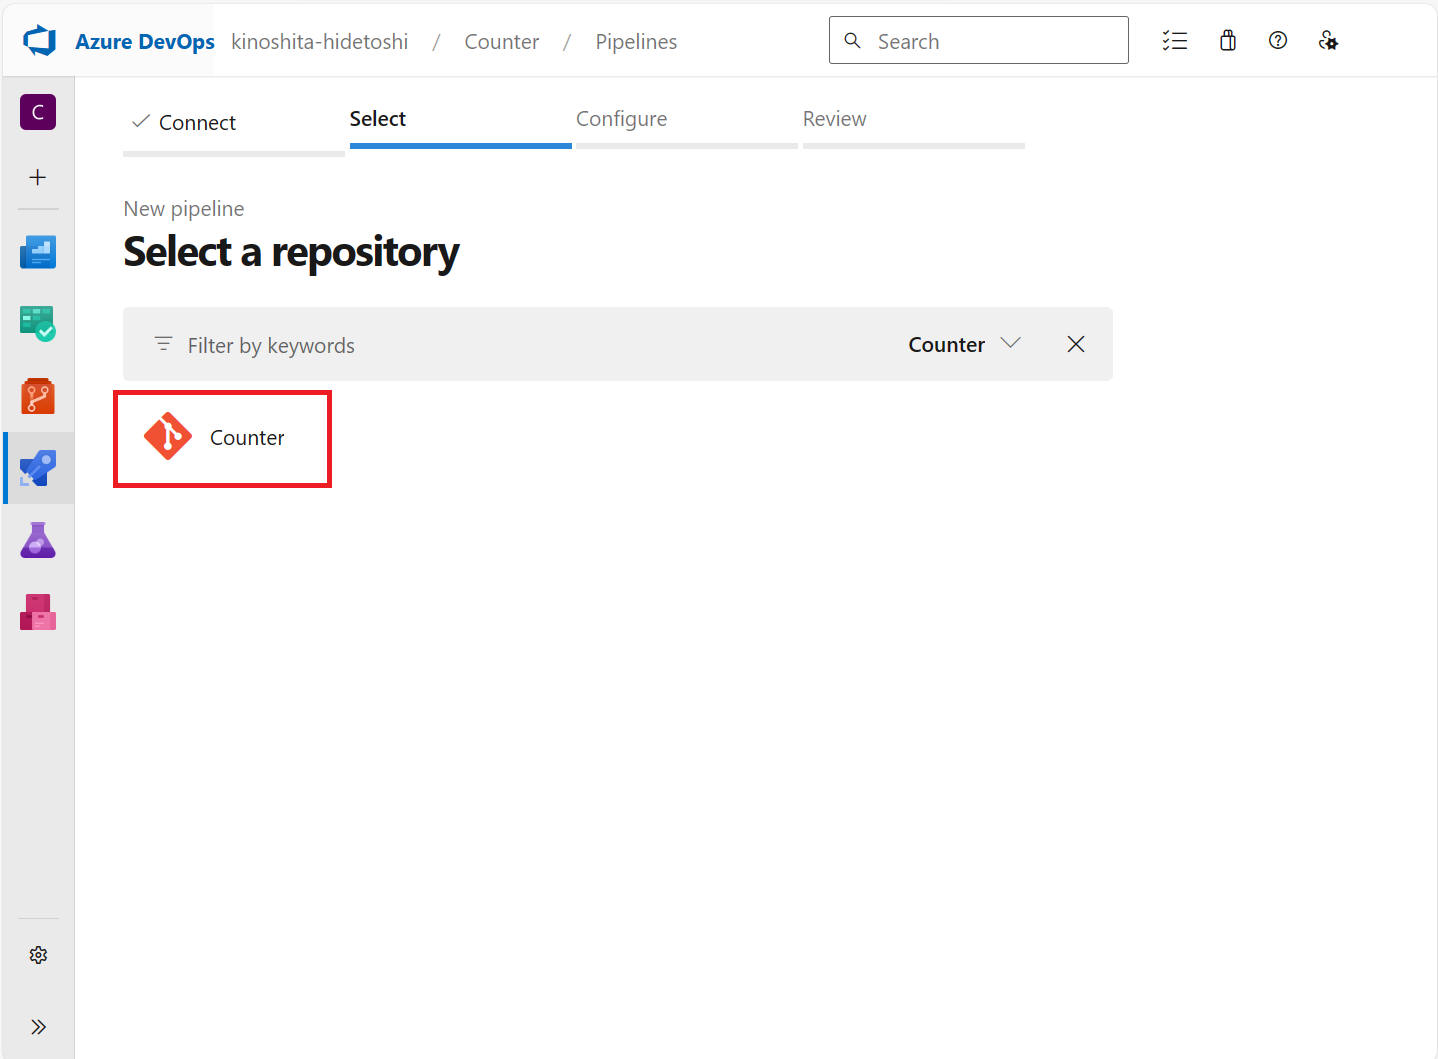 Azure DevOps kinoshita-hidetoshi / Counter / Pipelines Search
C
Connect Select Configure Review
New pipeline
Select a repository
Filter by keywords Counter
Counter